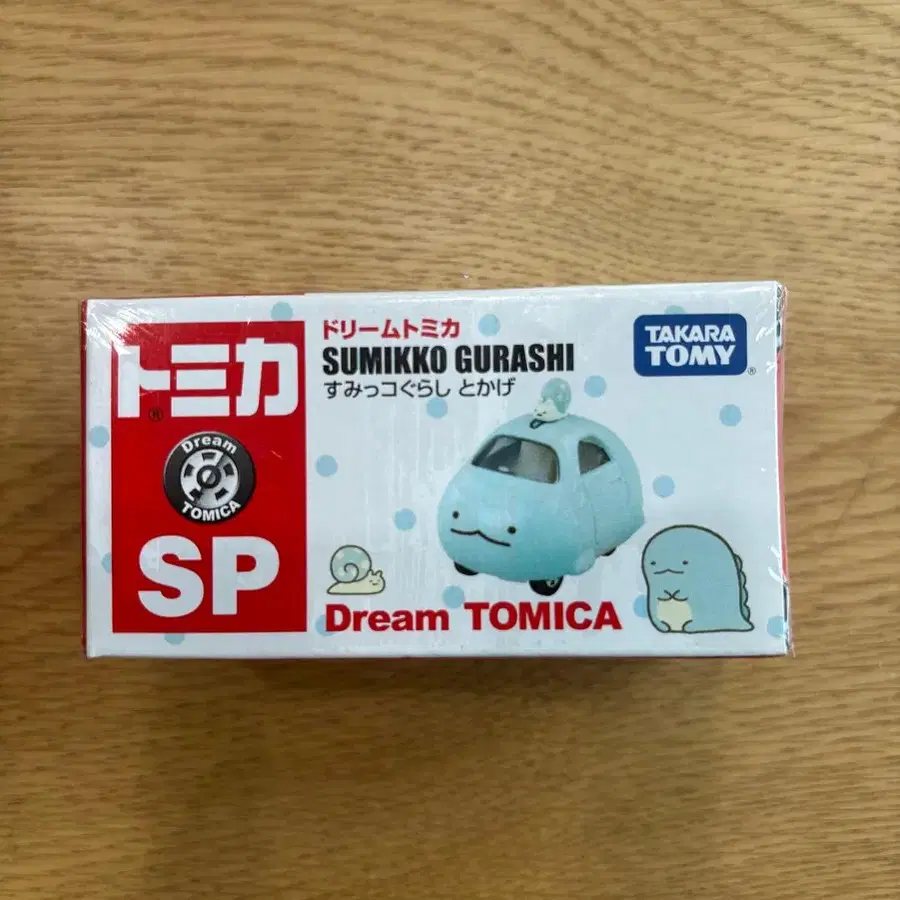 トミカ
®
Dream
TOMICA
SP
ドリームトミカ
SUMIKKO GURASHI
すみっコぐらし とかげ
TAKARA
TOMY
®
Dream TOMICA